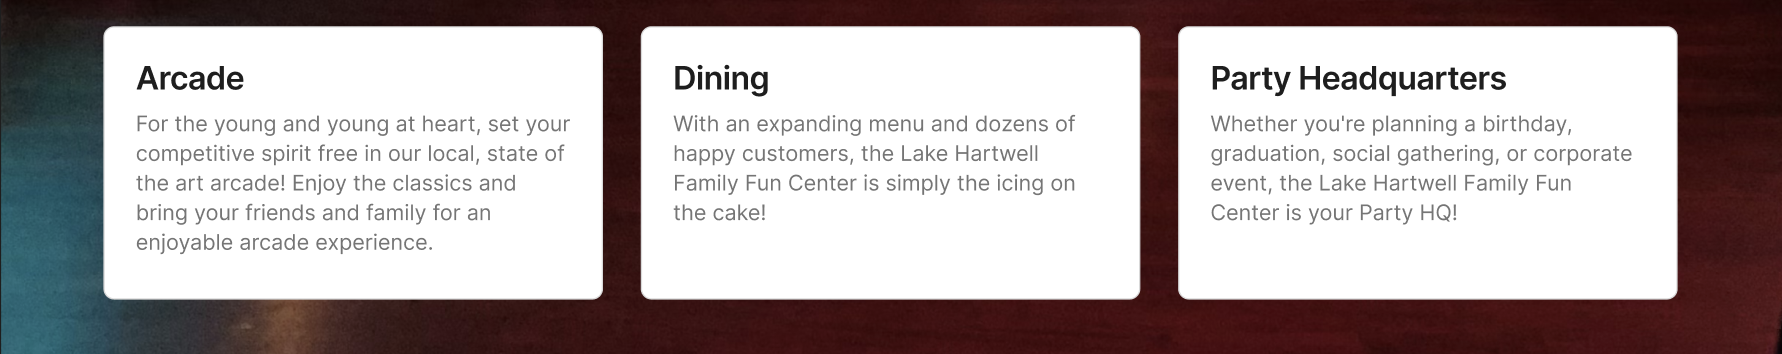 Arcade
For the young and young at heart, set your
competitive spirit free in our local, state of
the art arcade! Enjoy the classics and
bring your friends and family for an
enjoyable arcade experience.
Dining
With an expanding menu and dozens of
happy customers, the Lake Hartwell
Family Fun Center is simply the icing on
the cake!
Party Headquarters
Whether you're planning a birthday,
graduation, social gathering, or corporate
event, the Lake Hartwell Family Fun
Center is your Party HQ!